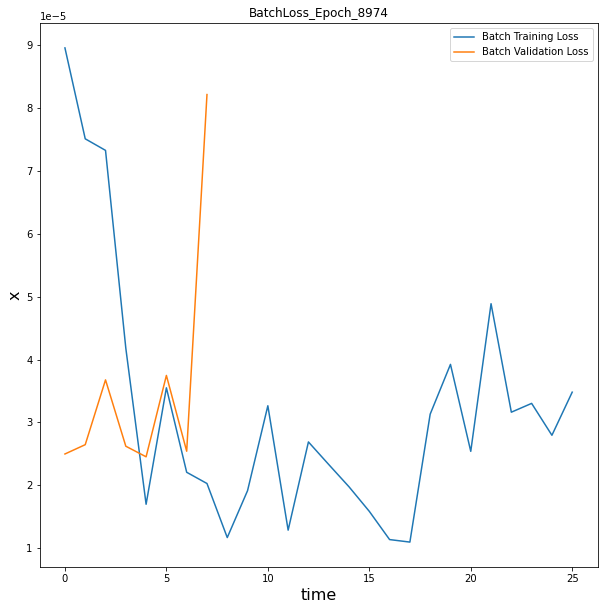 BatchLoss_Epoch_8974
1e−5
Batch Training Loss
Batch Validation Loss
9
8
7
6
5
4
3
2
1
x
0 5 10 15 20 25
time